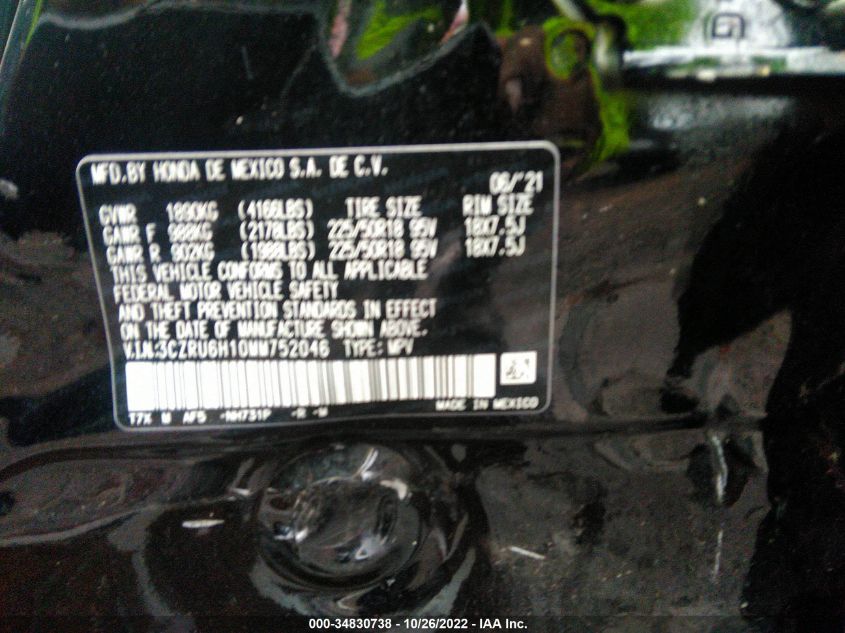 G
MFD.BY HONDA DE MEXICO S.A. DE C.V.
06/'21
GVWR 1890KG (4166LBS) TIRE SIZE RIM SIZE
GAWR F 988KG (2178LBS) 225/50R18 95V 18X7.5J
GAWR R 902KG (1988LBS) 225/50R18 95V 18X7.5J
THIS VEHICLE CONFORMS TO ALL APPLICABLE
FEDERAL MOTOR VEHICLE SAFETY
AND THEFT PREVENTION STANDARDS IN EFFECT
ON THE DATE OF MANUFACTURE SHOWN ABOVE.
V.I.N:3CZRU6H10MM752046 TYPE: MPV
T7X M AF5 -NH731P -R -M
MADE IN MEXICO
000-34830738 - 10/26/2022 - IAA Inc.